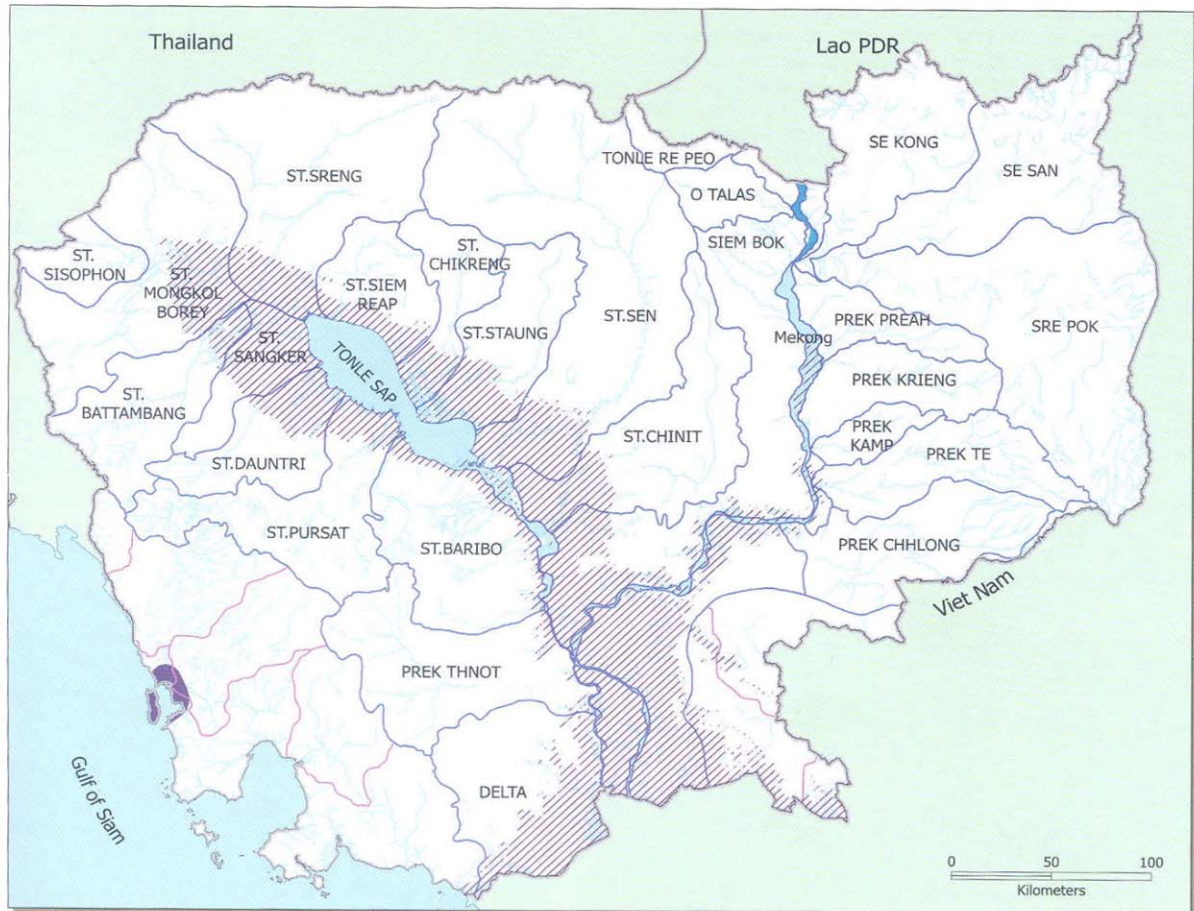 Thailand
Lao PDR
SE KONG
TONLE RE PEO
SE SAN
ST.SRENG
O TALAS
ST.
SISOPHON
ST.
CHIKRENG
SIEM BOK
ST.
MONGKOL
BOREY
ST.SIEM
REAP
ST.SEN
PREK PREAH
SRE POK
ST.STAUNG
Mekong
ST.
SANGKER
TONLE SAP
PREK KRIENG
ST.
BATTAMBANG
PREK
KAMP
ST.CHINIT
PREK TE
ST.DAUNTRI
ST.PURSAT
ST.BARIBO
PREK CHHLONG
Viet Nam
PREK THNOT
Gulf of Siam
DELTA
0 50 100
Kilometers